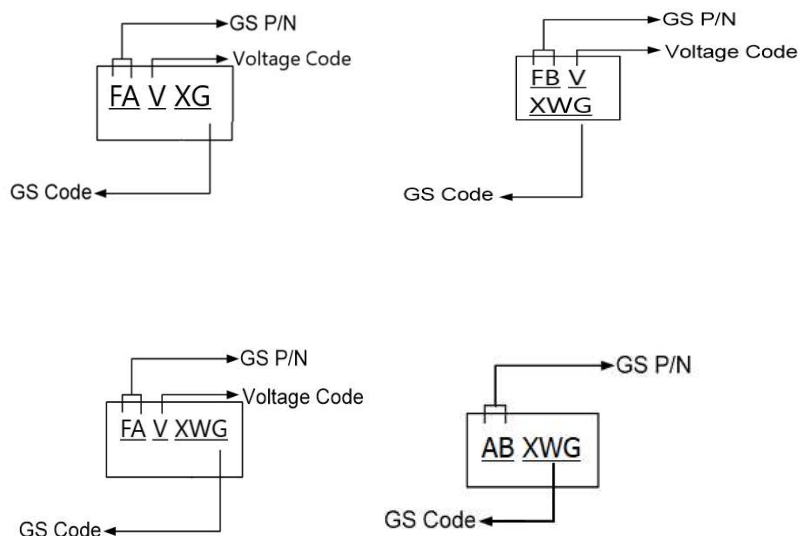 GS P/N
Voltage Code
FA V XG
GS Code
GS P/N
Voltage Code
FB V
XWG
GS Code
GS P/N
Voltage Code
FA V XWG
GS Code
GS P/N
AB XWG
GS Code